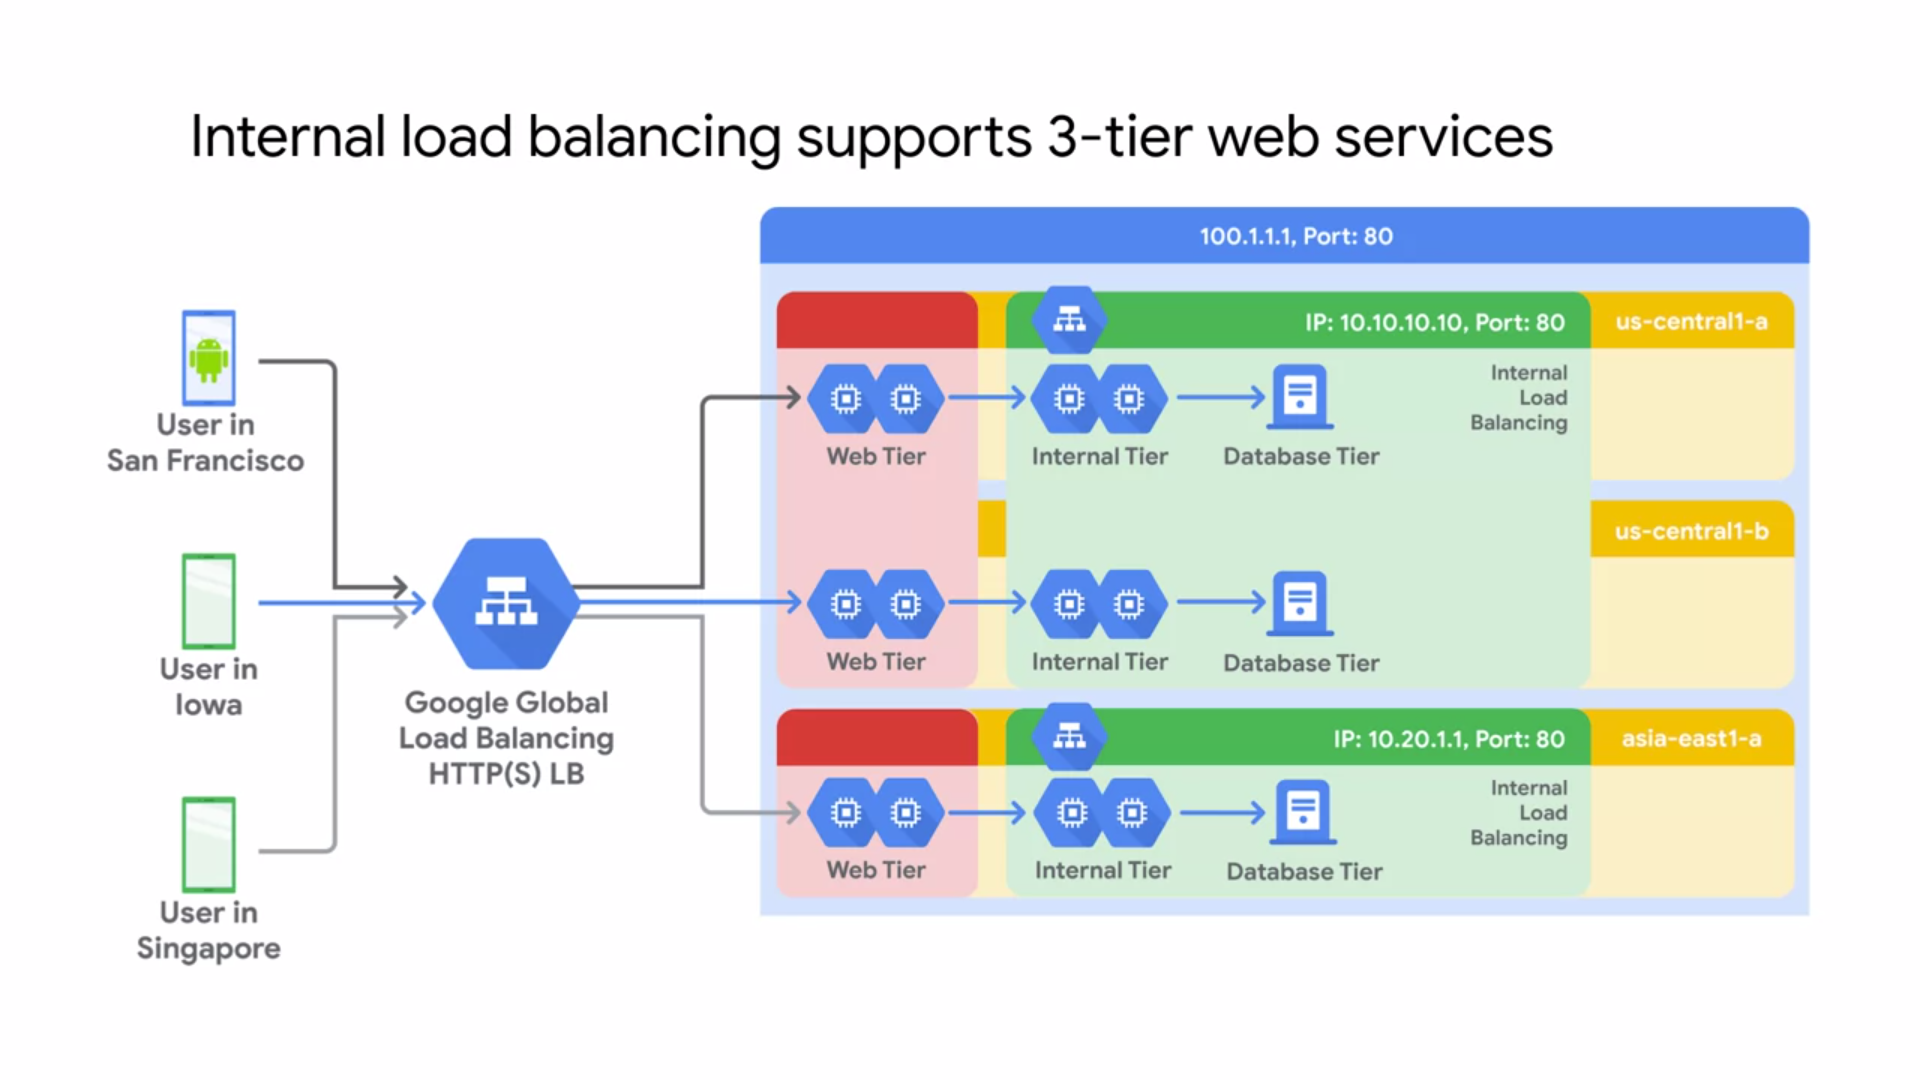 Internal load balancing supports 3-tier web services
User in
San Francisco
User in
Iowa
User in
Singapore
Google Global
Load Balancing
HTTP(S) LB
100.1.1.1, Port: 80
IP: 10.10.10.10, Port: 80
us-central1-a
Internal
Load
Balancing
Web Tier
Internal Tier
Database Tier
us-central1-b
Web Tier
Internal Tier
Database Tier
IP: 10.20.1.1, Port: 80
asia-east1-a
Internal
Load
Balancing
Web Tier
Internal Tier
Database Tier